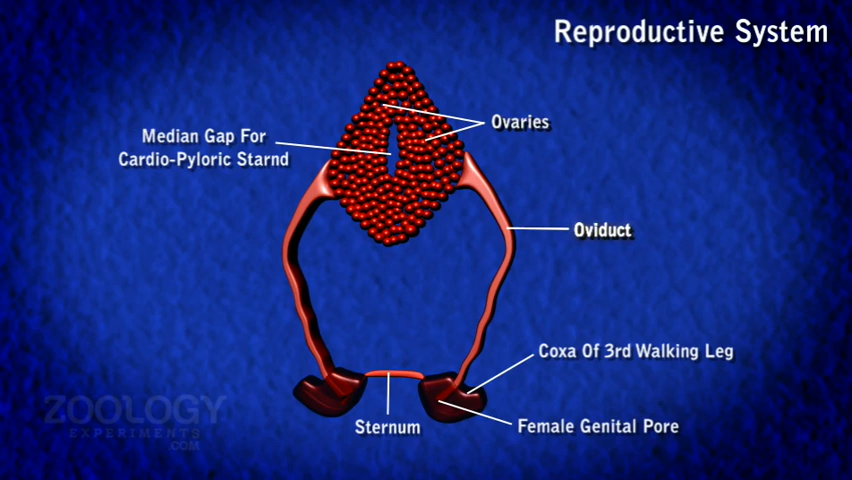 Reproductive System
Ovaries
Median Gap For
Cardio-Pyloric Starnd
Oviduct
Coxa Of 3rd Walking Leg
Sternum
Female Genital Pore
ZOOLOGY
EXPERIMENTS
.COM